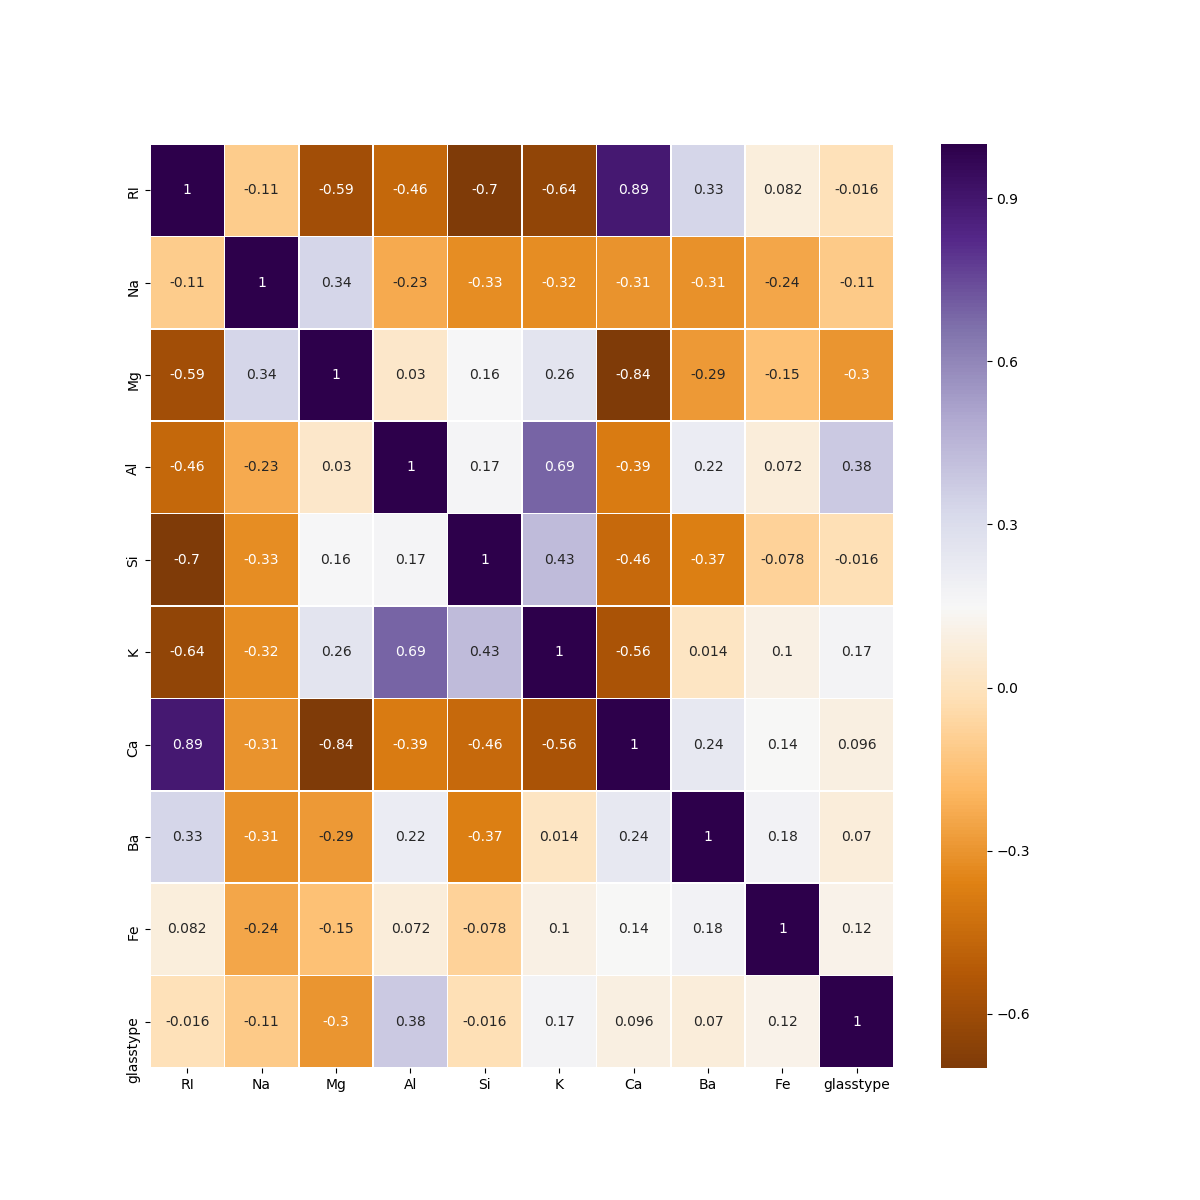 RI 1 -0.11 -0.59 -0.46 -0.7 -0.64 0.89 0.33 0.082 -0.016
Na -0.11 1 0.34 -0.23 -0.33 -0.32 -0.31 -0.31 -0.24 -0.11
Mg -0.59 0.34 1 0.03 0.16 0.26 -0.84 -0.29 -0.15 -0.3
Al -0.46 -0.23 0.03 1 0.17 0.69 -0.39 0.22 0.072 0.38
Si -0.7 -0.33 0.16 0.17 1 0.43 -0.46 -0.37 -0.078 -0.016
K -0.64 -0.32 0.26 0.69 0.43 1 -0.56 0.014 0.1 0.17
Ca 0.89 -0.31 -0.84 -0.39 -0.46 -0.56 1 0.24 0.14 0.096
Ba 0.33 -0.31 -0.29 0.22 -0.37 0.014 0.24 1 0.18 0.07
Fe 0.082 -0.24 -0.15 0.072 -0.078 0.1 0.14 0.18 1 0.12
glasstype -0.016 -0.11 -0.3 0.38 -0.016 0.17 0.096 0.07 0.12 1
RI Na Mg Al Si K Ca Ba Fe glasstype
0.9
0.6
0.3
0.0
−0.3
−0.6